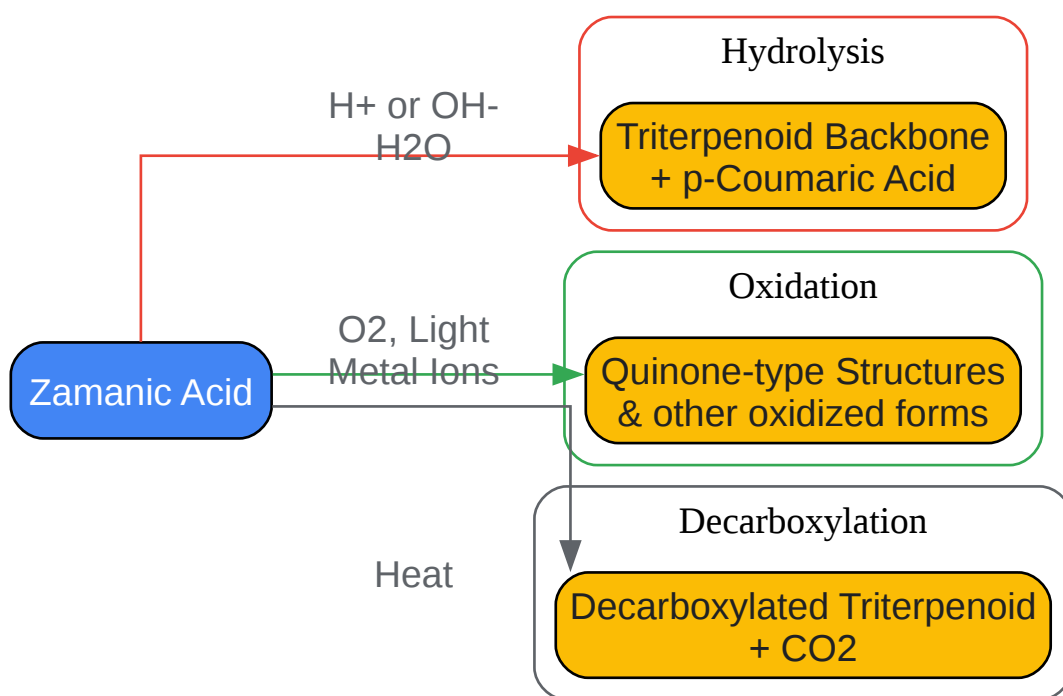 Hydrolysis
H+ or OH-
H2O
Triterpenoid Backbone
+ p-Coumaric Acid
Oxidation
O2, Light
Metal Ions
Quinone-type Structures
& other oxidized forms
Zamanic Acid
Decarboxylation
Heat
Decarboxylated Triterpenoid
+ CO2